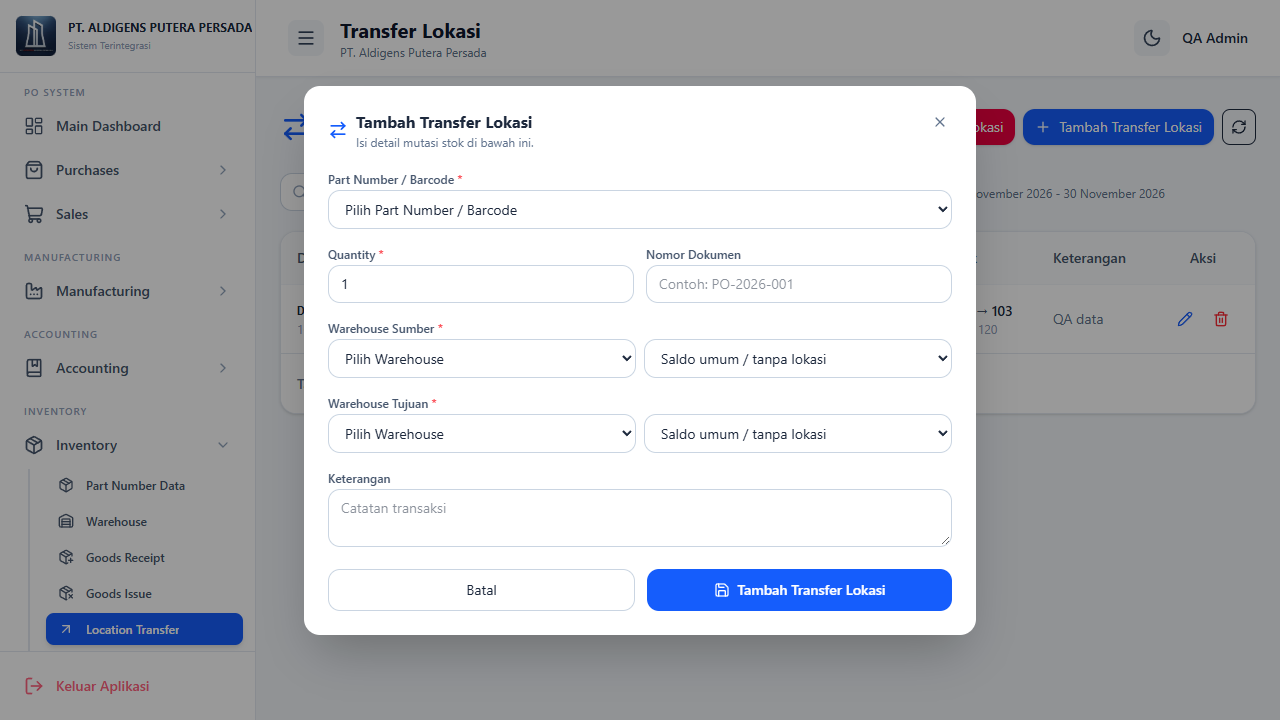 PT. ALDIGENS PUTERA PERSADA
Sistem Terintegrasi
PO SYSTEM
Main Dashboard
Purchases
Sales
MANUFACTURING
Manufacturing
ACCOUNTING
Accounting
INVENTORY
Inventory
Part Number Data
Warehouse
Goods Receipt
Goods Issue
Location Transfer
Keluar Aplikasi
Transfer Lokasi
PT. Aldigens Putera Persada
QA Admin
Tambah Transfer Lokasi
30 November 2026
Keterangan
Aksi
→ 103
120
QA data
Tambah Transfer Lokasi
Isi detail mutasi stok di bawah ini.
Part Number / Barcode *
Pilih Part Number / Barcode
Quantity *
Nomor Dokumen
1
Contoh: PO-2026-001
Warehouse Sumber *
Pilih Warehouse
Saldo umum / tanpa lokasi
Warehouse Tujuan *
Pilih Warehouse
Saldo umum / tanpa lokasi
Keterangan
Catatan transaksi
Batal
Tambah Transfer Lokasi